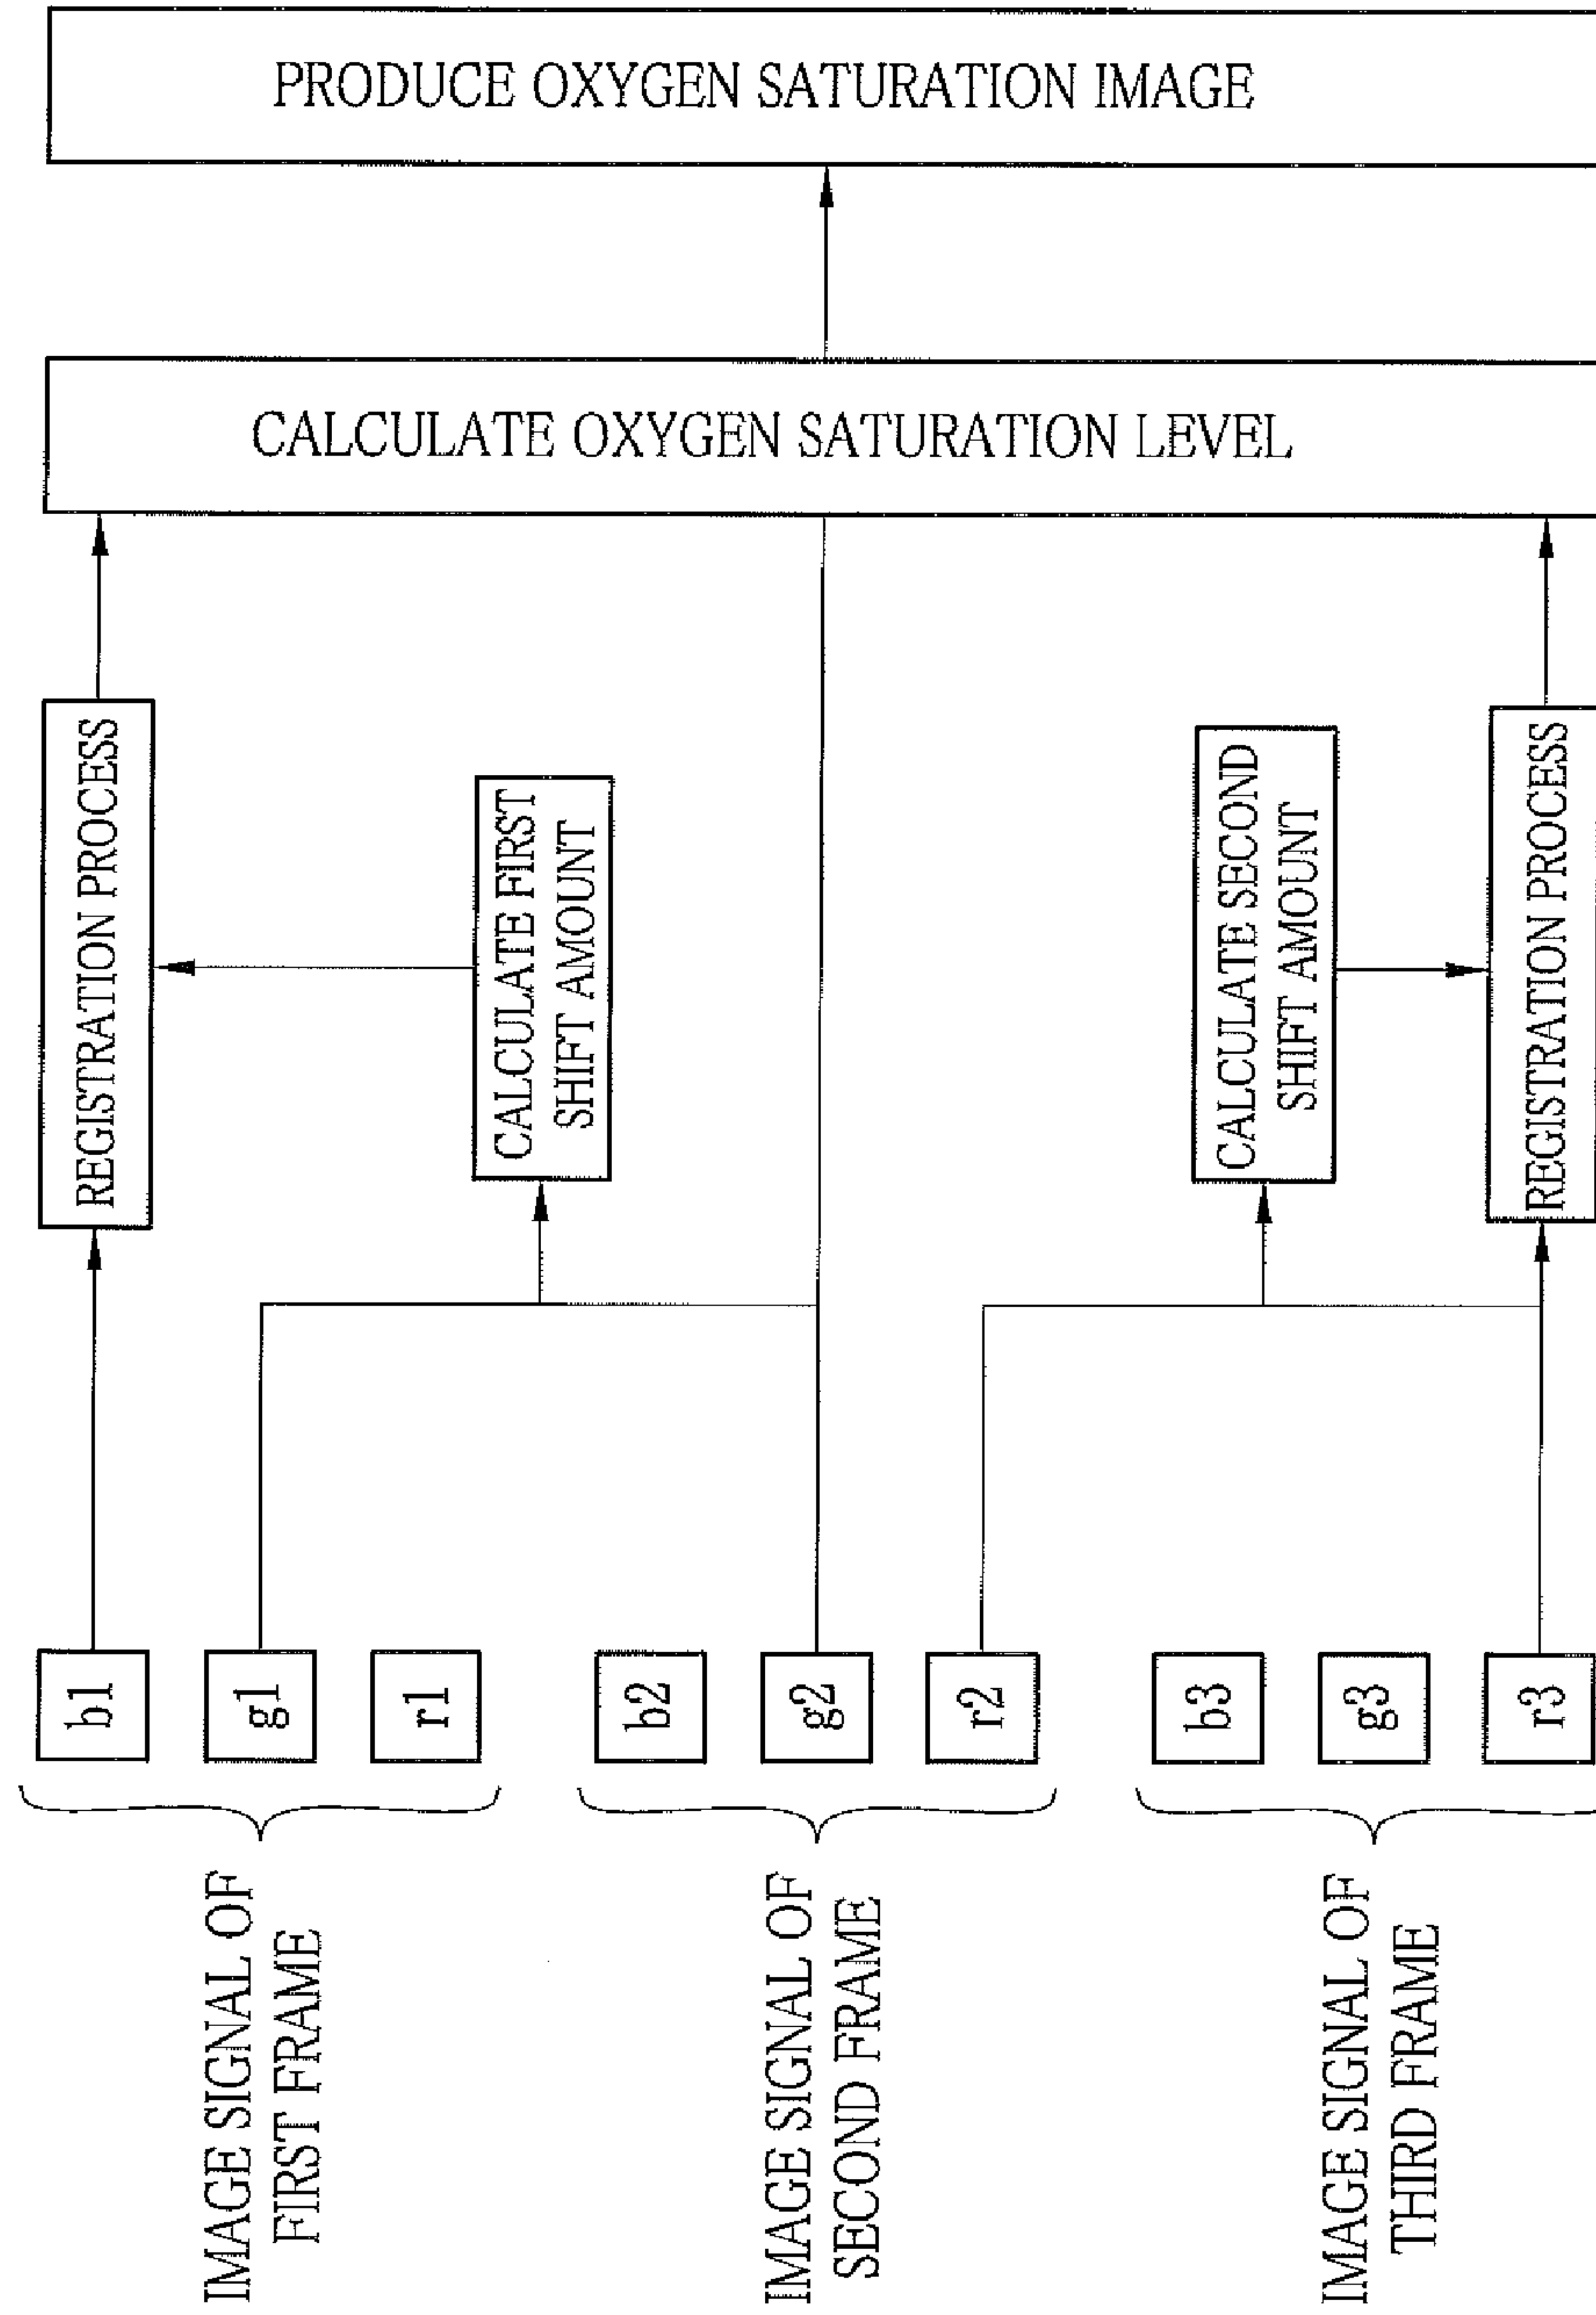 IMAGE SIGNAL OF
FIRST FRAME
b1
g1
r1
IMAGE SIGNAL OF
SECOND FRAME
b2
g2
r2
IMAGE SIGNAL OF
THIRD FRAME
b3
g3
r3
REGISTRATION PROCESS
CALCULATE FIRST
SHIFT AMOUNT
CALCULATE SECOND
SHIFT AMOUNT
REGISTRATION PROCESS
CALCULATE OXYGEN SATURATION LEVEL
PRODUCE OXYGEN SATURATION IMAGE